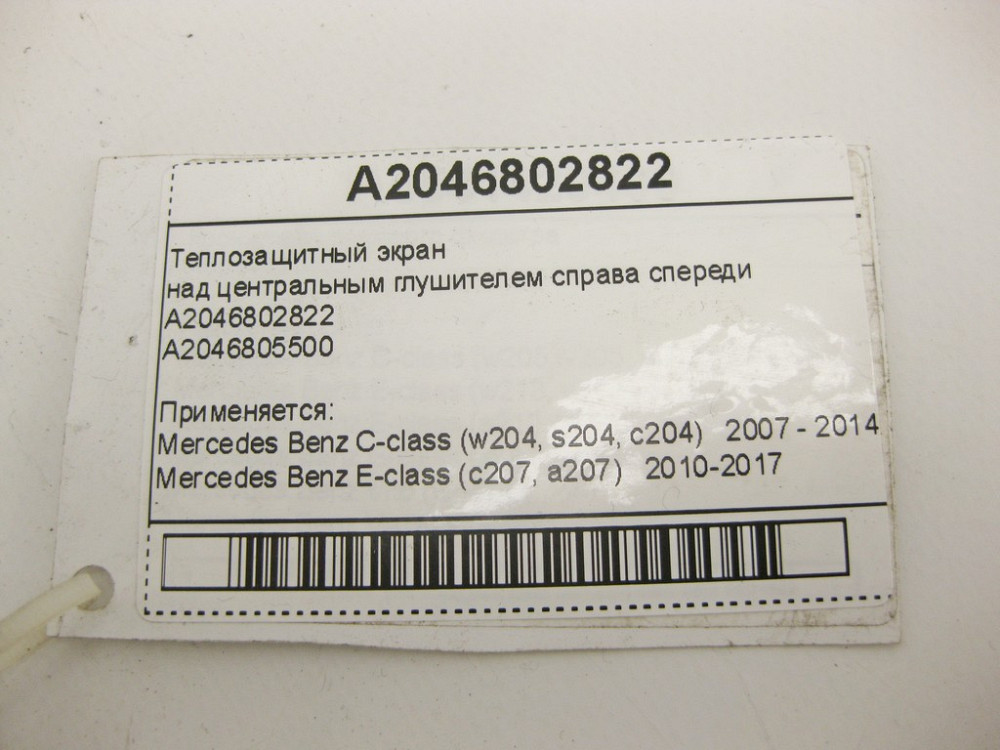 A2046802822
Теплозащитный экран
над центральным глушителем справа спереди
A2046802822
A2046805500
Применяется:
Mercedes Benz C-class (w204, s204, c204) 2007 - 2014
Mercedes Benz E-class (c207, a207) 2010-2017